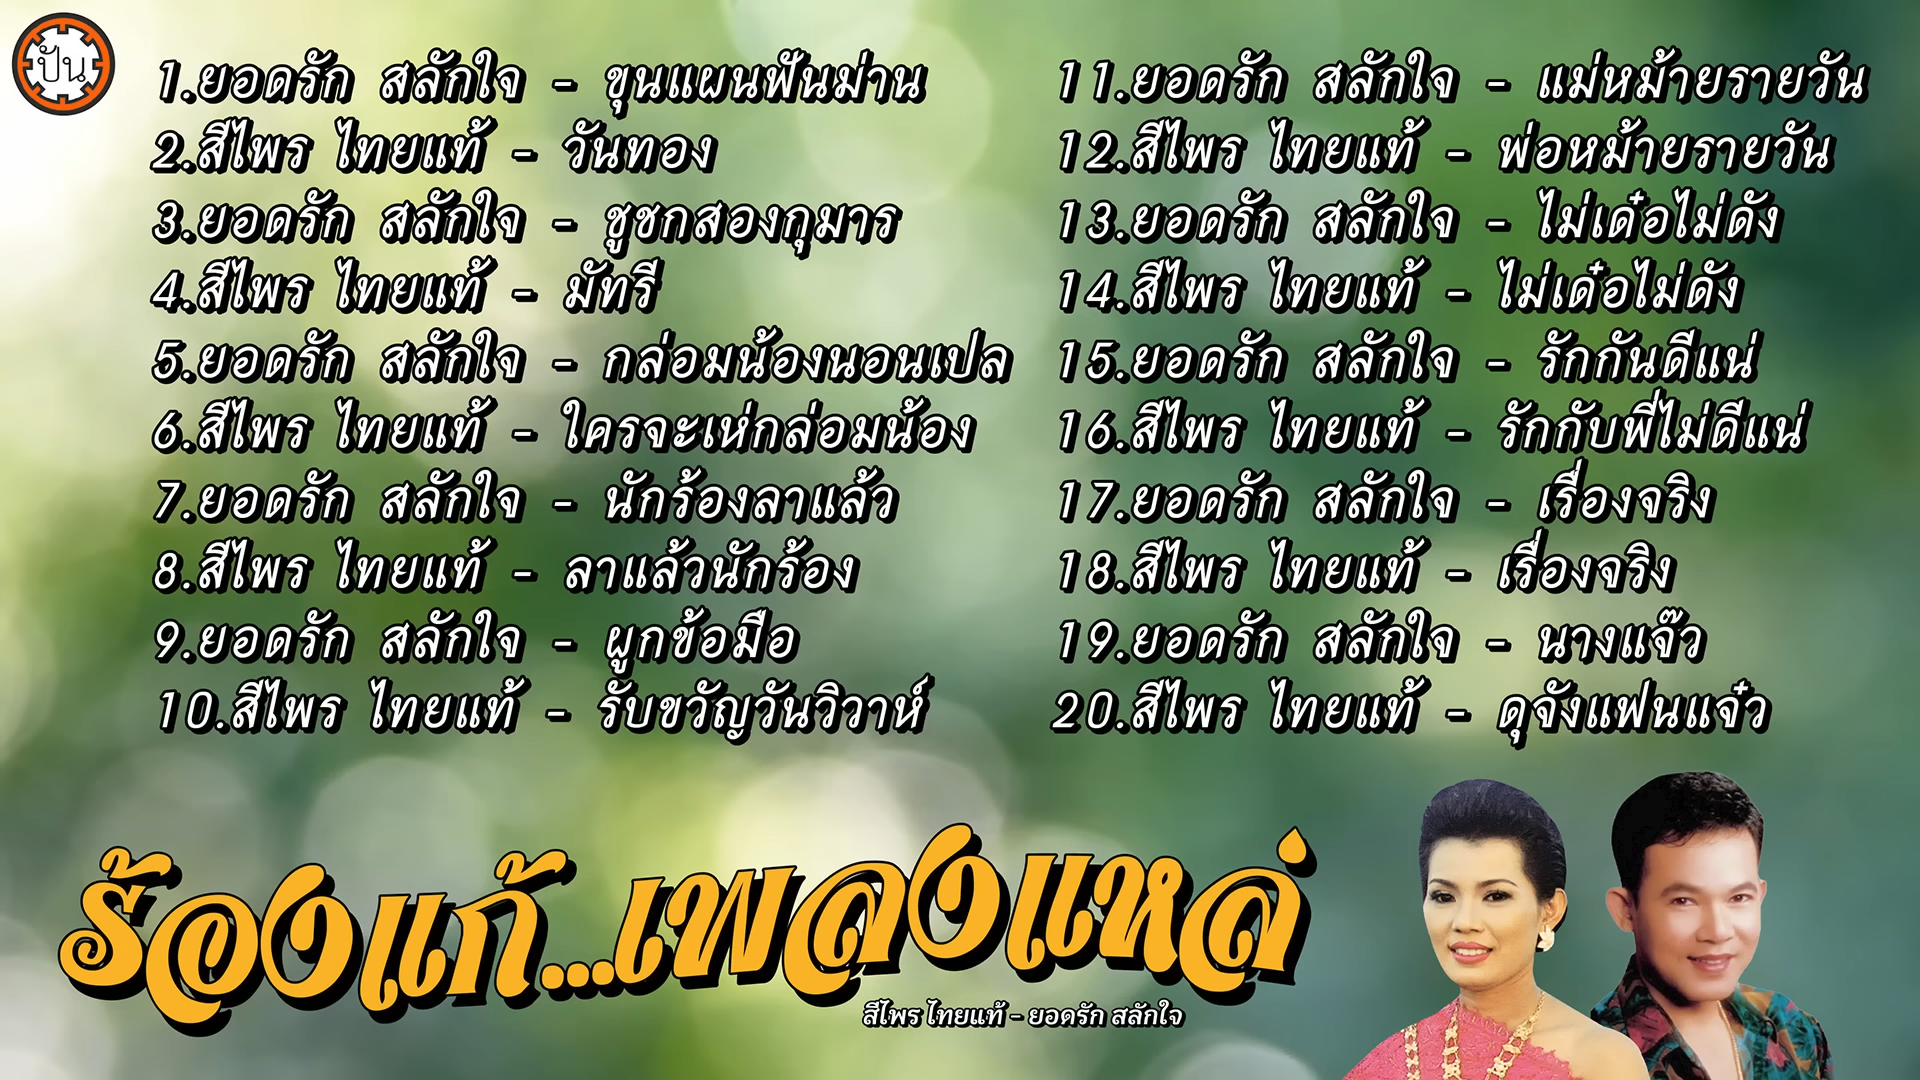 ปัน
1.ยอดรัก สลักใจ - ขุนแผนฟันม่าน
2.สีไพร ไทยแท้ - วันทอง
3.ยอดรัก สลักใจ - ชูชกสองกุมาร
4.สีไพร ไทยแท้ - มัทรี
5.ยอดรัก สลักใจ - กล่อมน้องนอนเปล
6.สีไพร ไทยแท้ - ใครจะเห่กล่อมน้อง
7.ยอดรัก สลักใจ - นักร้องลาแล้ว
8.สีไพร ไทยแท้ - ลาแล้วนักร้อง
9.ยอดรัก สลักใจ - ผูกข้อมือ
10.สีไพร ไทยแท้ - รับขวัญวันวิวาห์
11.ยอดรัก สลักใจ - แม่หม้ายรายวัน
12.สีไพร ไทยแท้ - พ่อหม้ายรายวัน
13.ยอดรัก สลักใจ - ไม่เด๋อไม่ดัง
14.สีไพร ไทยแท้ - ไม่เด๋อไม่ดัง
15.ยอดรัก สลักใจ - รักกันดีแน่
16.สีไพร ไทยแท้ - รักกับพี่ไม่ดีแน่
17.ยอดรัก สลักใจ - เรื่องจริง
18.สีไพร ไทยแท้ - เรื่องจริง
19.ยอดรัก สลักใจ - นางแจ๊ว
20.สีไพร ไทยแท้ - ดุจังแฟนแจ๋ว
ร้องแก้...เพลงแหล่
สีไพร ไทยแท้ - ยอดรัก สลักใจ